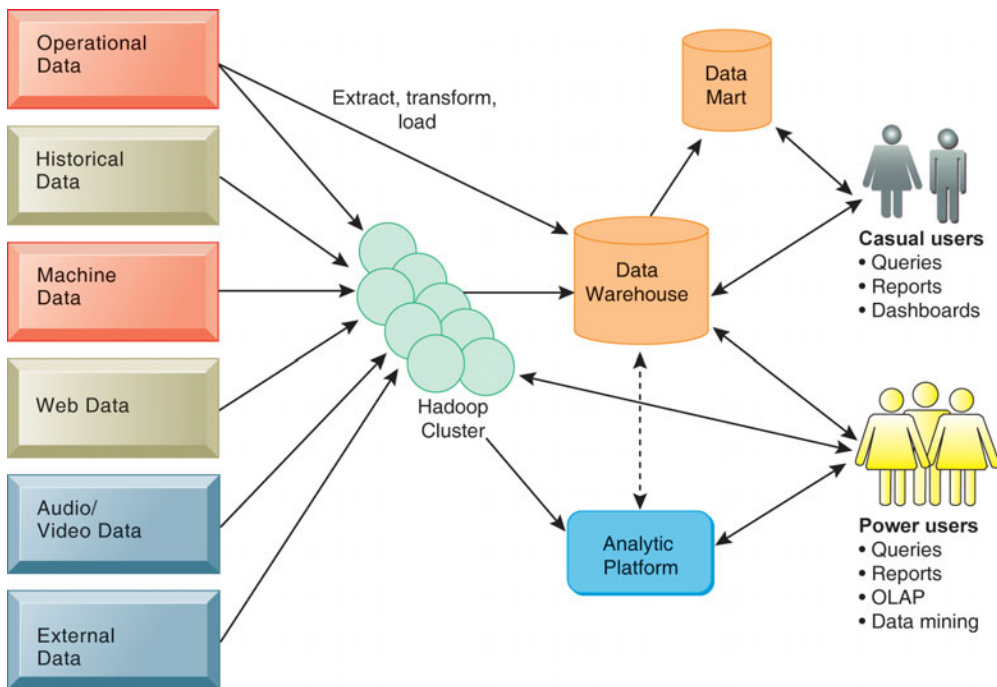 Operational
Data
Historical
Data
Machine
Data
Web Data
Audio/
Video Data
External
Data
Extract, transform,
load
Hadoop
Cluster
Data
Mart
Data
Warehouse
Analytic
Platform
Casual users
• Queries
• Reports
• Dashboards
Power users
• Queries
• Reports
• OLAP
• Data mining